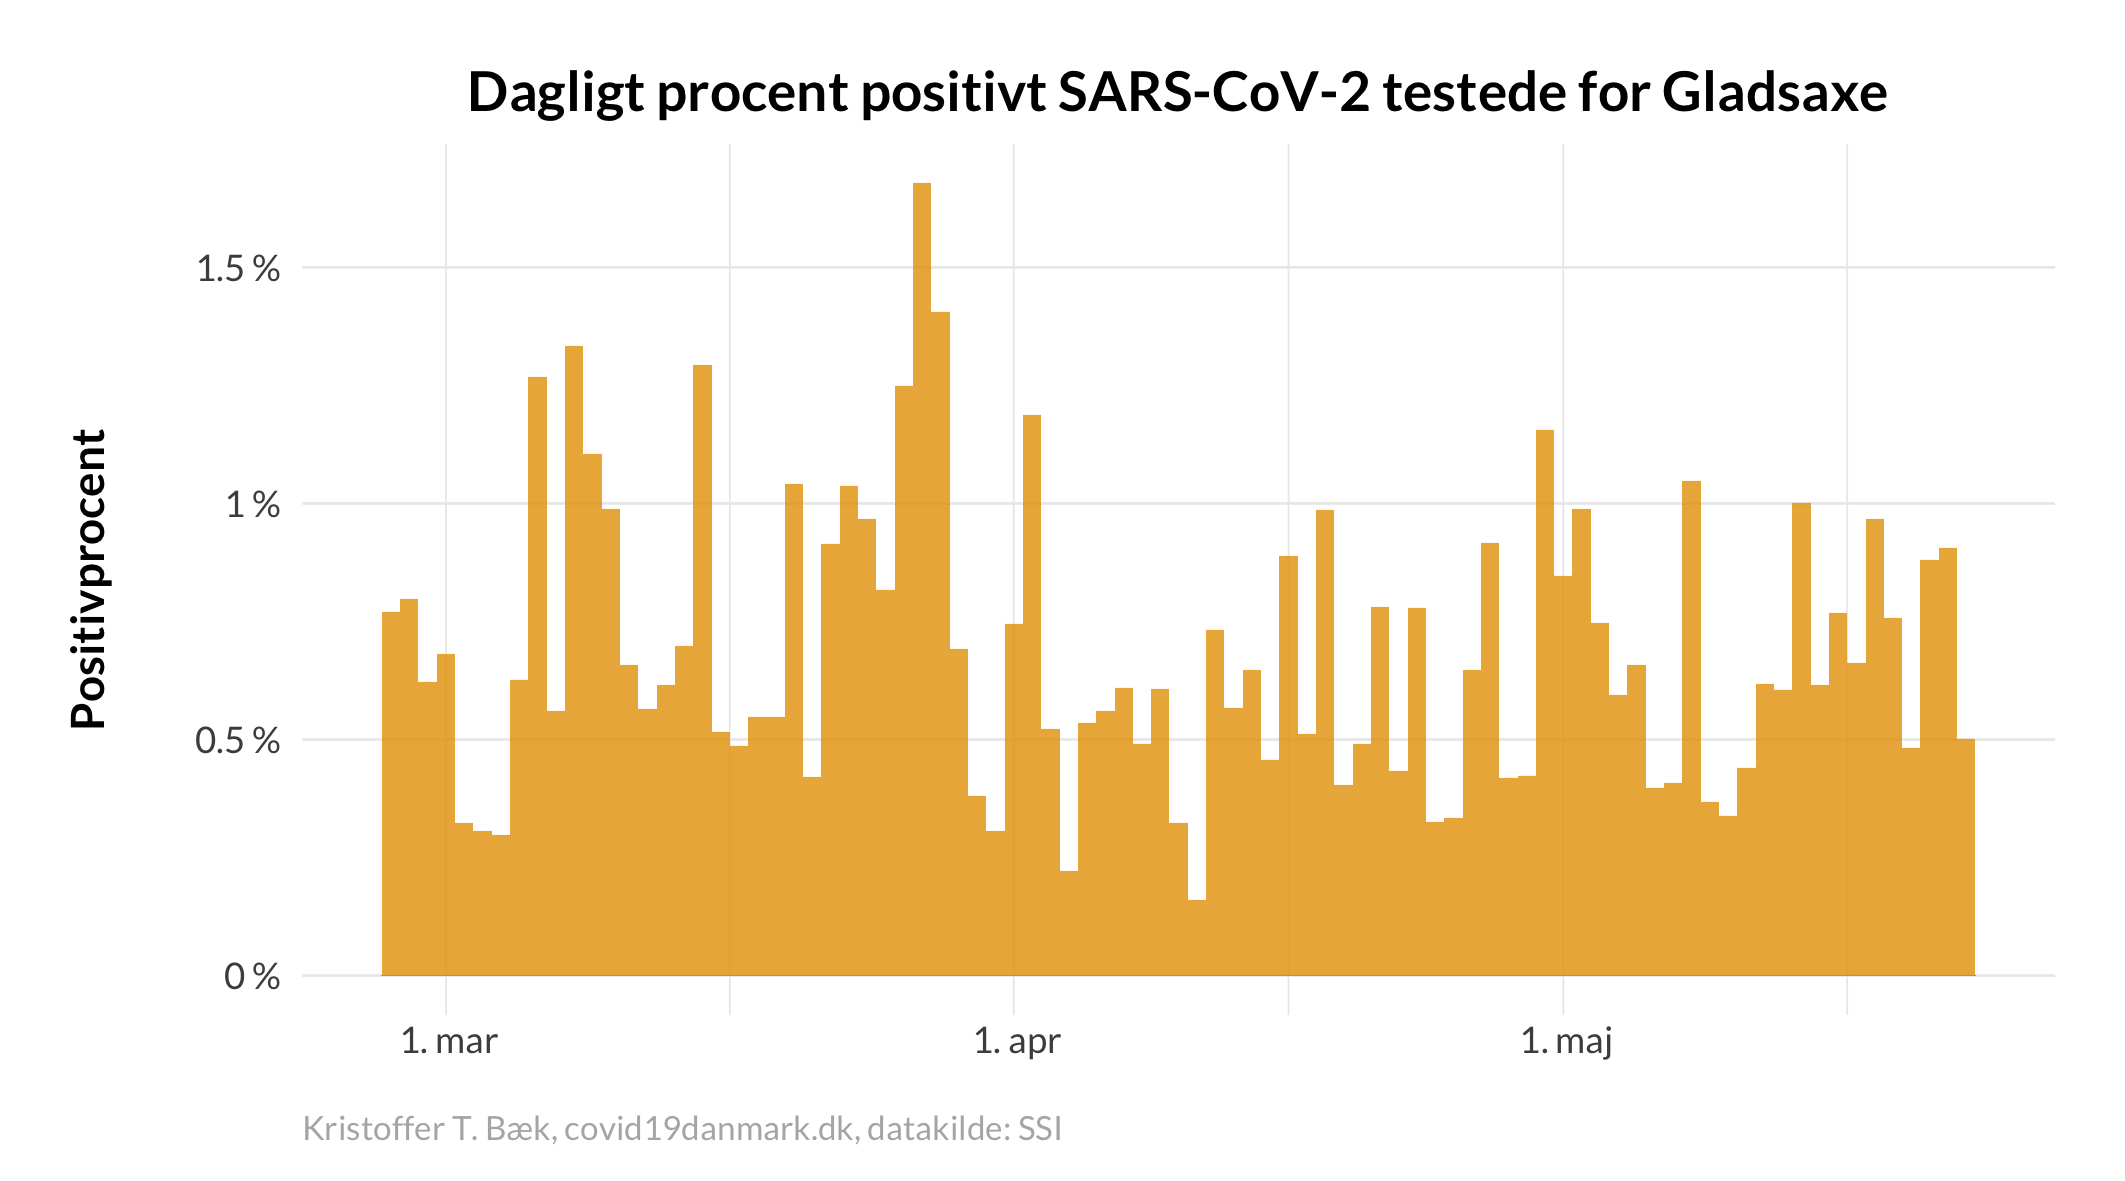 Dagligt procent positivt SARS-CoV-2 testede for Gladsaxe
Positivprocent
1.5 %
1 %
0.5 %
0 %
1. mar
1. apr
1. maj
Kristoffer T. Bæk, covid19danmark.dk, datakilde: SSI